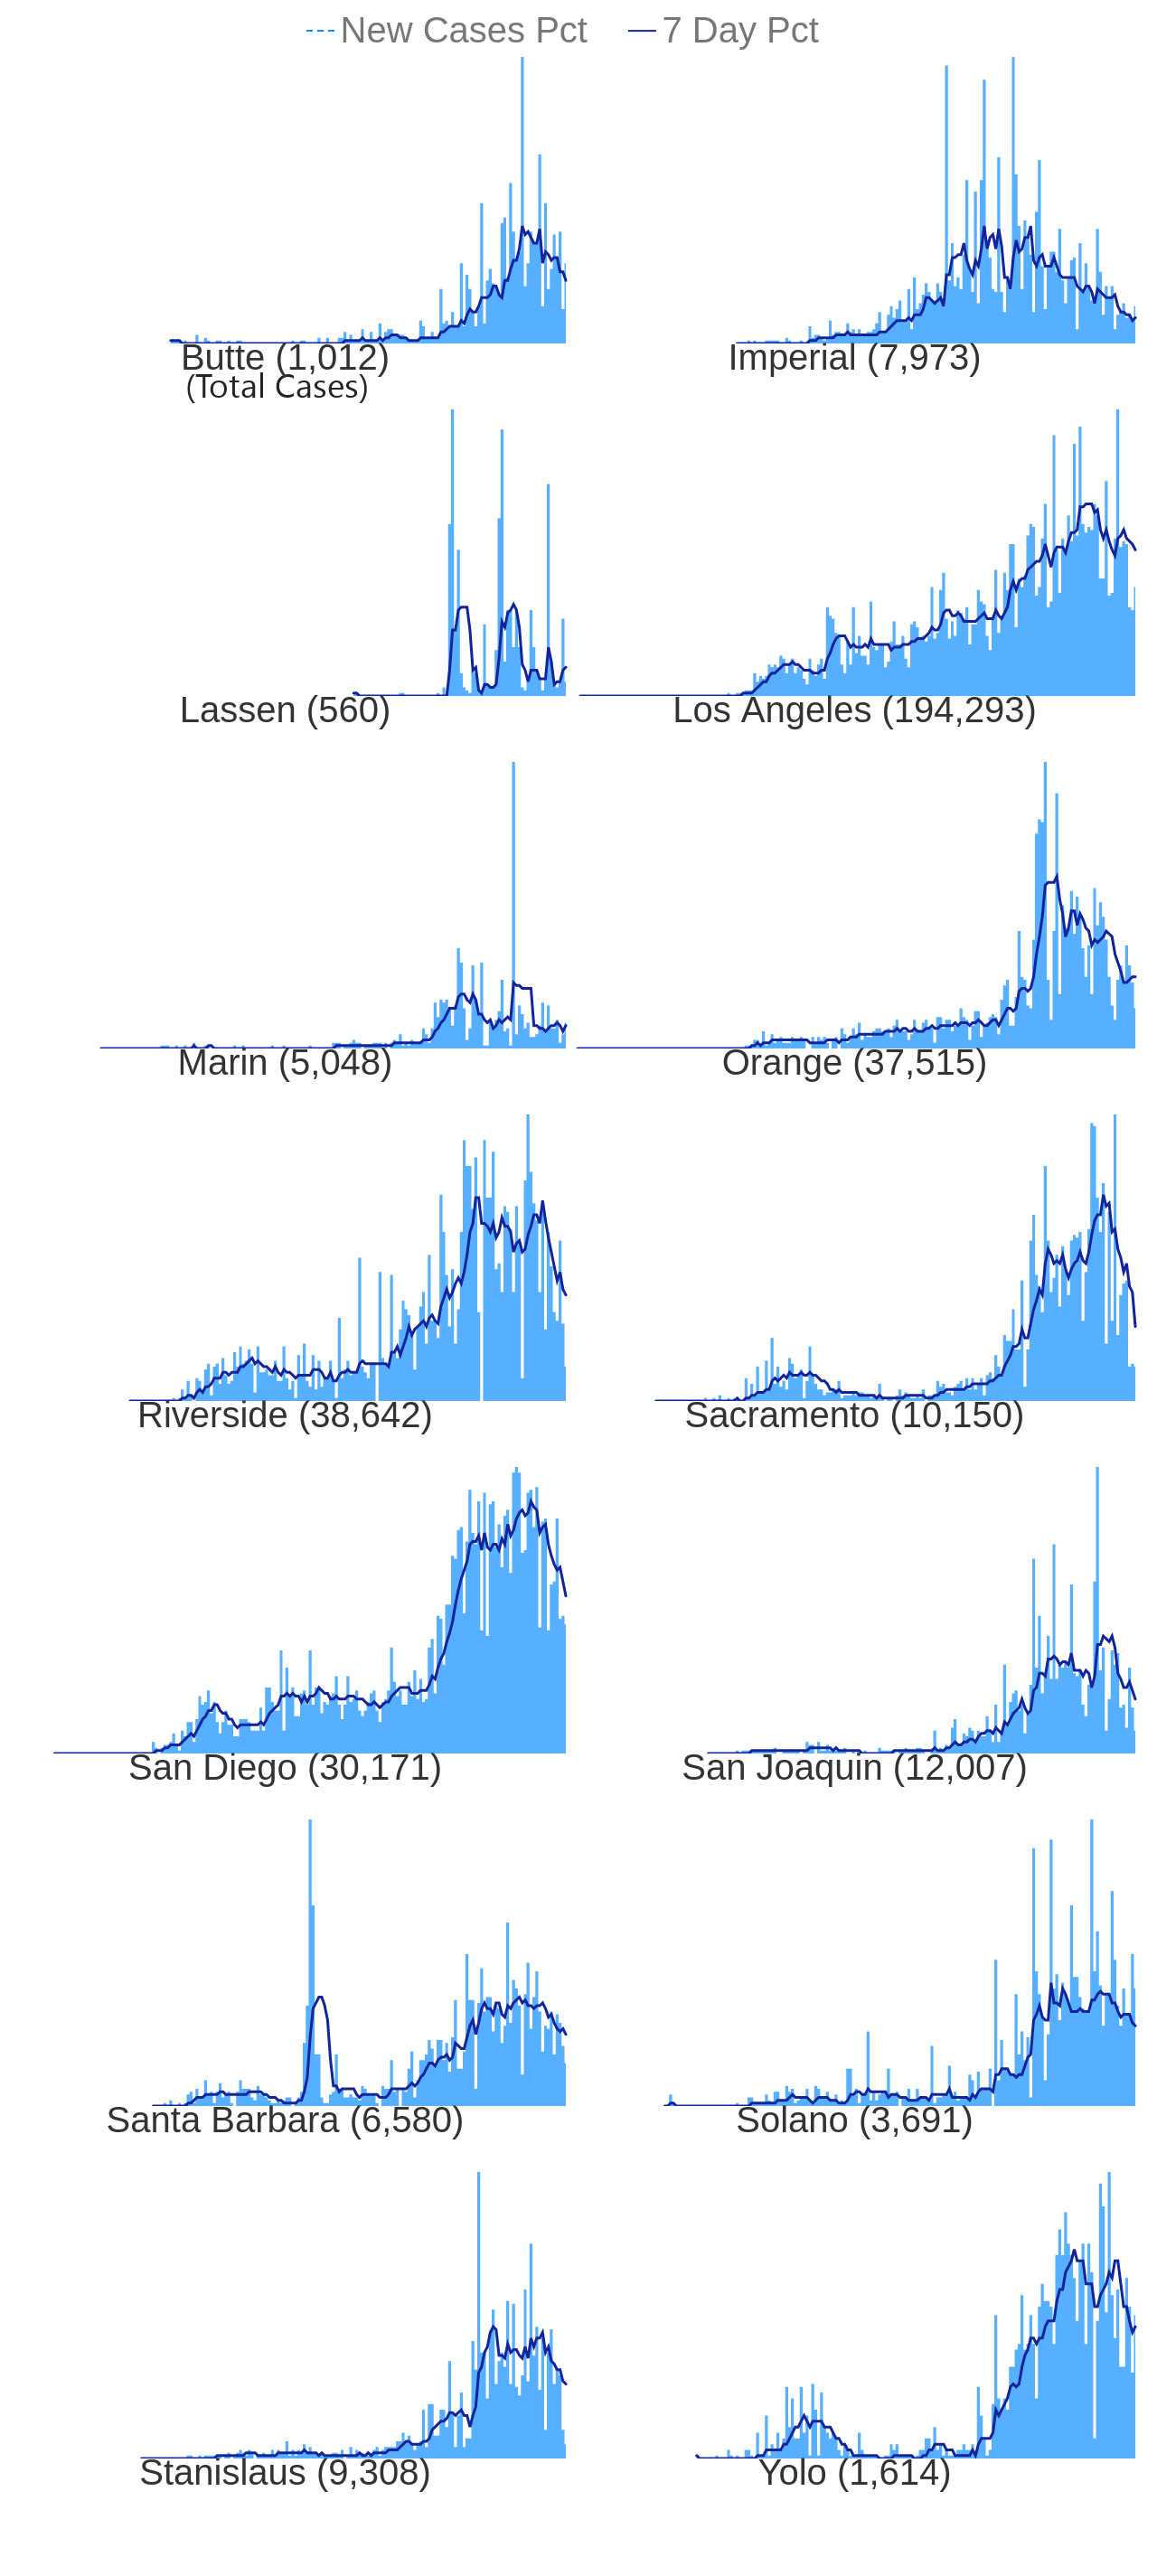 New Cases Pct 7 Day Pct
Butte (1,012) Imperial (7,973)
(Total Cases)
Lassen (560) Los Angeles (194,293)
Marin (5,048) Orange (37,515)
Riverside (38,642) Sacramento (10,150)
San Diego (30,171) San Joaquin (12,007)
Santa Barbara (6,580) Solano (3,691)
Stanislaus (9,308) Yolo (1,614)